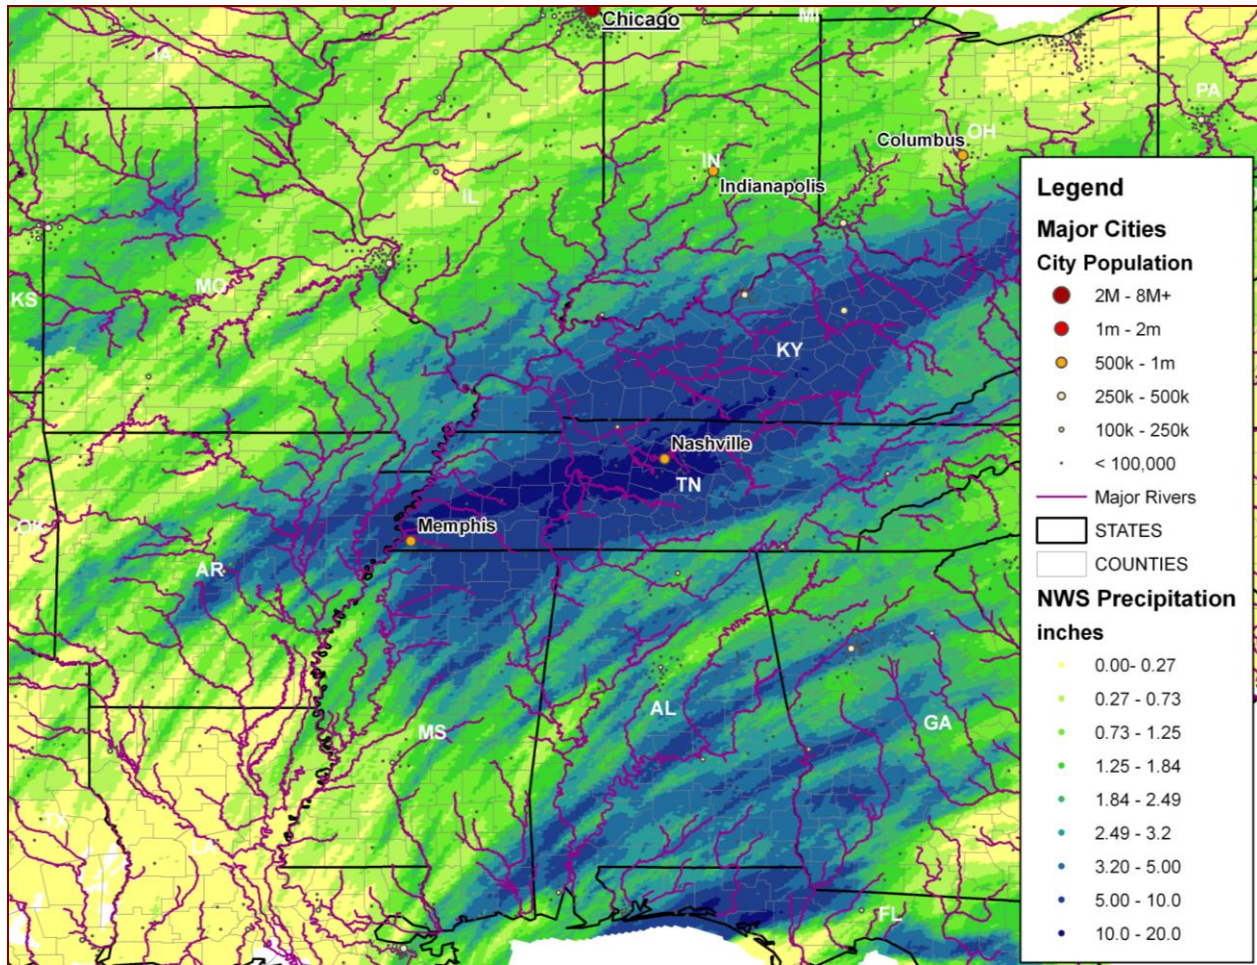 Chicago
MI
IA
PA
Columbus
OH
IN
Indianapolis
IL
MO
KS
KY
Nashville
TN
OK
Memphis
AR
AL
MS
GA
TX
LA
FL
Legend
Major Cities
City Population
2M - 8M+
1m - 2m
500k - 1m
250k - 500k
100k - 250k
< 100,000
Major Rivers
STATES
COUNTIES
NWS Precipitation
inches
0.00- 0.27
0.27 - 0.73
0.73 - 1.25
1.25 - 1.84
1.84 - 2.49
2.49 - 3.2
3.20 - 5.00
5.00 - 10.0
10.0 - 20.0